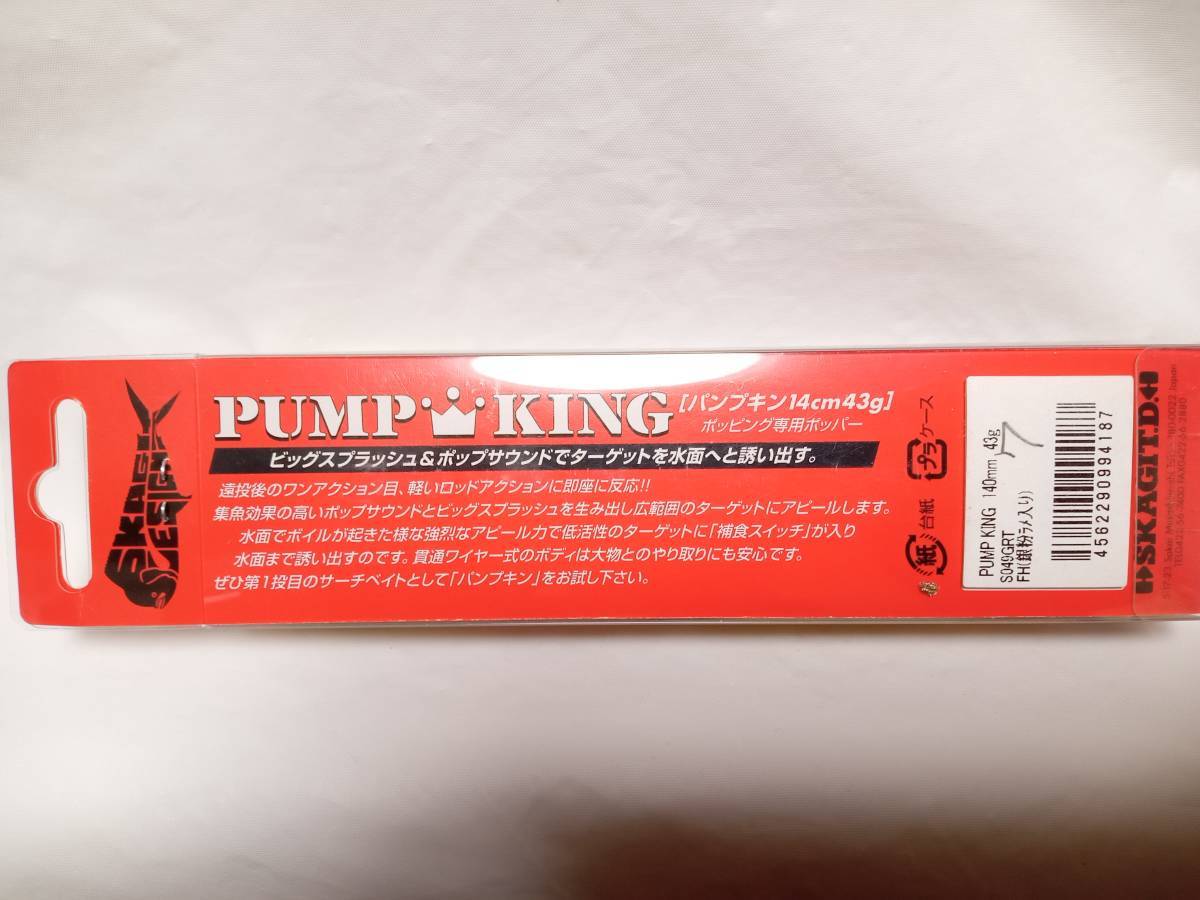 SKAGIT
DESIGN
PUMP KING
[パンプキン14cm43g]
ポッピング専用ポッパー
ビッグスプラッシュ&ポップサウンドでターゲットを水面へと誘い出す。
遠投後のワンアクション目、軽いロッドアクションに即座に反応!!
集魚効果の高いポップサウンドとビッグスプラッシュを生み出し広範囲のターゲットにアピールします。
水面でボイルが起きた様な強烈なアピール力で低活性のターゲットに「補食スイッチ」が入り
水面まで誘い出すのです。貫通ワイヤー式のボディは大物とのやり取りにも安心です。
ぜひ第1投目のサーチベイトとして「パンプキン」をお試し下さい。
プラ ケース
紙 台紙
PUMP KING 140mm 43g
S040GRT
FH(銀粉ラメ入り)
7
4562290994187
SKAGIT.D.
Japan